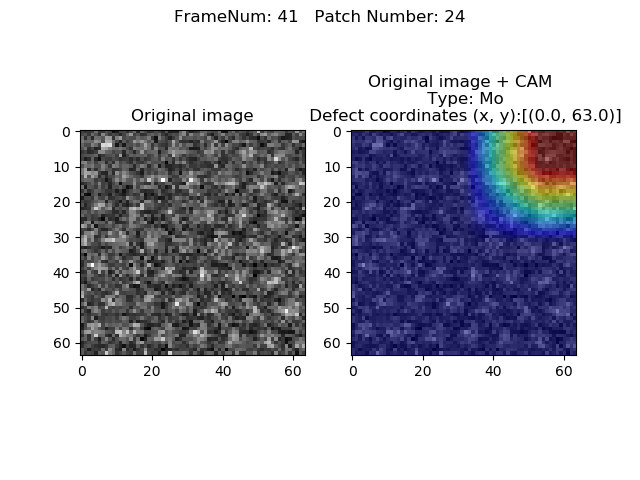 FrameNum: 41   Patch Number: 24
Original image
Original image + CAM
Type: Mo
Defect coordinates (x, y):[(0.0, 63.0)]
0
10
20
30
40
50
60
0 20 40 60
0
10
20
30
40
50
60
0 20 40 60